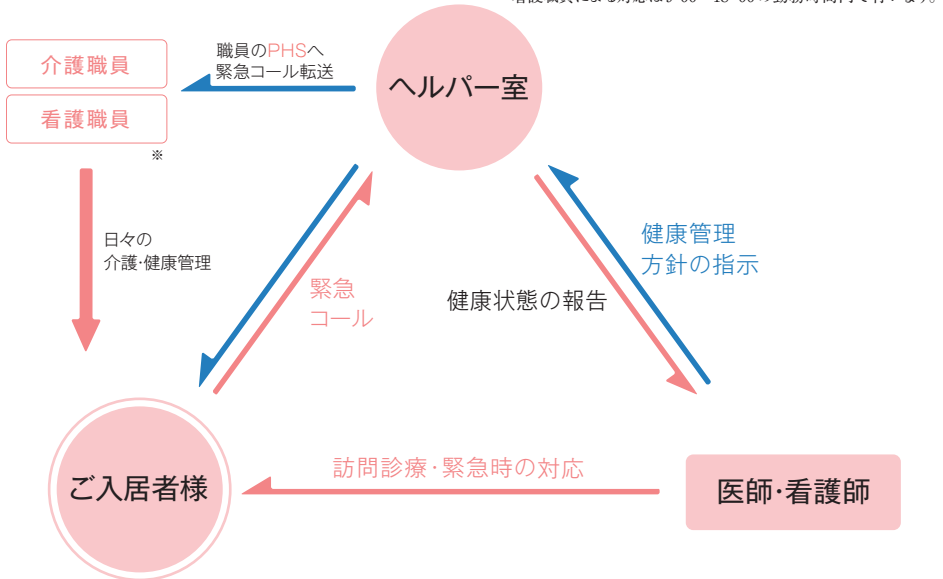 職員のPHSへ
緊急コール転送
介護職員
看護職員
※
ヘルパー室
日々の
介護・健康管理
緊急
コール
健康管理
方針の指示
健康状態の報告
ご入居者様
訪問診療・緊急時の対応
医師・看護師